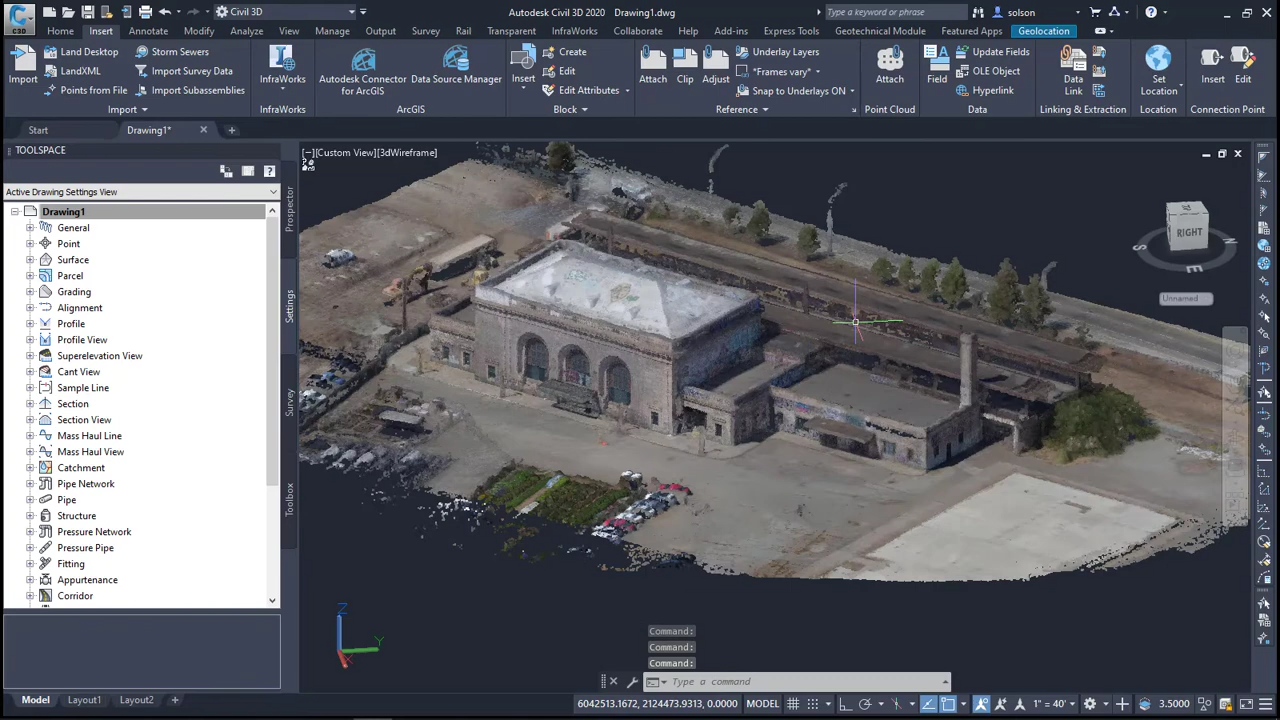 C3D
Civil 3D
Autodesk Civil 3D 2020 Drawing1.dwg
Type a keyword or phrase
solson
Home Insert Annotate Modify Analyze View Manage Output Survey Rail Transparent InfraWorks Collaborate Help Add-ins Express Tools Geotechnical Module Featured Apps Geolocation
Import
Land Desktop
LandXML
Points from File
Storm Sewers
Import Survey Data
Import Subassemblies
Import
InfraWorks
InfraWorks
Autodesk Connector
for ArcGIS
Data Source Manager
ArcGIS
Insert
Create
Edit
Edit Attributes
Block
Attach
Clip
Adjust
Underlay Layers
*Frames vary*
Snap to Underlays ON
Reference
Attach
Point Cloud
Field
Update Fields
OLE Object
Hyperlink
Data
Data
Link
Linking & Extraction
Set
Location
Location
Insert
Edit
Connection Point
Start
Drawing1*
TOOLSPACE
Active Drawing Settings View
Drawing1
General
Point
Surface
Parcel
Grading
Alignment
Profile
Profile View
Superelevation View
Cant View
Sample Line
Section
Section View
Mass Haul Line
Mass Haul View
Catchment
Pipe Network
Pipe
Structure
Pressure Network
Pressure Pipe
Fitting
Appurtenance
Corridor
Prospector
Settings
Survey
Toolbox
[−][Custom View][3dWireframe]
N
RIGHT
S
N
E
Unnamed
Z
Y
X
Command:
Command:
Command:
Type a command
Model Layout1 Layout2
6042513.1672, 2124473.9313, 0.0000 MODEL
1" = 40'
3.5000